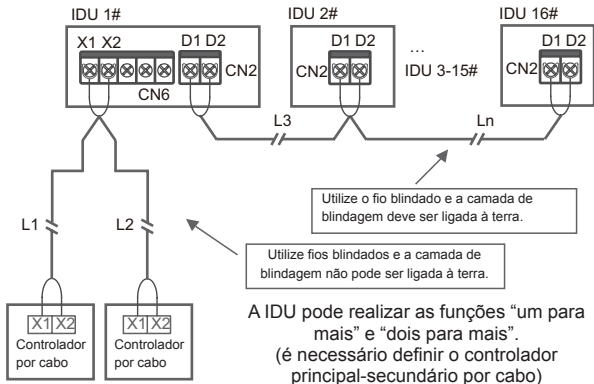 IDU 1#
IDU 2#
IDU 16#
X1 X2
D1 D2
CN2
CN6
D1 D2
CN2
...
IDU 3-15#
D1 D2
CN2
L3
Ln
Utilize o fio blindado e a camada de
blindagem deve ser ligada à terra.
L1
L2
Utilize fios blindados e a camada de
blindagem não pode ser ligada à terra.
X1 X2
Controlador
por cabo
X1 X2
Controlador
por cabo
A IDU pode realizar as funções “um para
mais” e “dois para mais”.
(é necessário definir o controlador
principal-secundário por cabo)